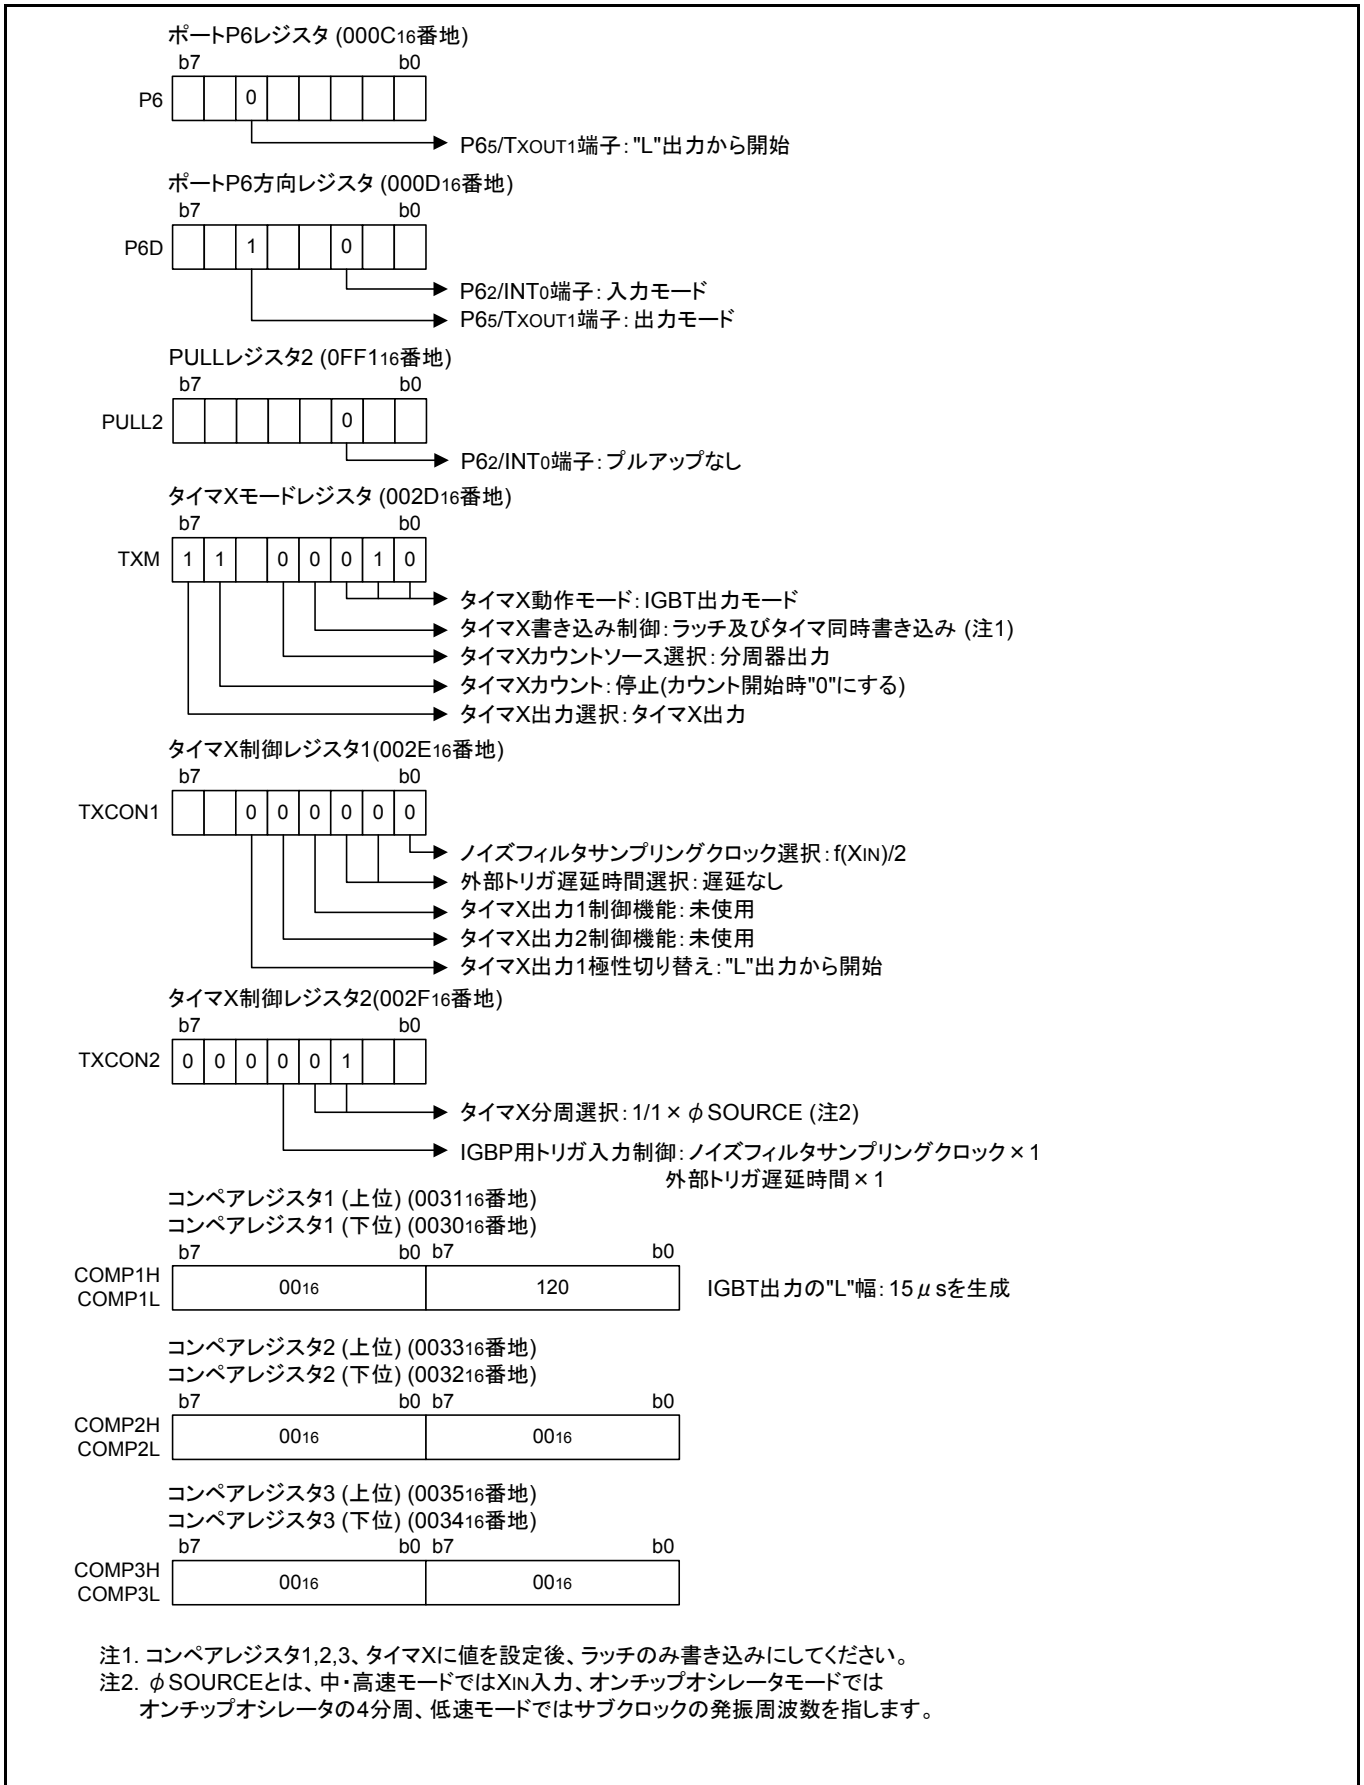 ポートP6レジスタ (000C16番地)
b7 b0
P6 0
P65/TXOUT1端子:"L"出力から開始
ポートP6方向レジスタ (000D16番地)
b7 b0
P6D 1 0
P62/INT0端子:入力モード
P65/TXOUT1端子:出力モード
PULLレジスタ2 (0FF116番地)
b7 b0
PULL2 0
P62/INT0端子:プルアップなし
タイマXモードレジスタ (002D16番地)
b7 b0
TXM 1 1 0 0 0 1 0
タイマX動作モード:IGBT出力モード
タイマX書き込み制御:ラッチ及びタイマ同時書き込み (注1)
タイマXカウントソース選択:分周器出力
タイマXカウント:停止(カウント開始時"0"にする)
タイマX出力選択:タイマX出力
タイマX制御レジスタ1(002E16番地)
b7 b0
TXCON1 0 0 0 0 0 0
ノイズフィルタサンプリングクロック選択:f(XIN)/2
外部トリガ遅延時間選択:遅延なし
タイマX出力1制御機能:未使用
タイマX出力2制御機能:未使用
タイマX出力1極性切り替え:"L"出力から開始
タイマX制御レジスタ2(002F16番地)
b7 b0
TXCON2 0 0 0 0 0 1
タイマX分周選択:1/1×φSOURCE (注2)
IGBP用トリガ入力制御:ノイズフィルタサンプリングクロック×1
外部トリガ遅延時間×1
コンペアレジスタ1 (上位) (003116番地)
コンペアレジスタ1 (下位) (003016番地)
b7 b0 b7 b0
COMP1H
COMP1L 0016 120 IGBT出力の"L"幅:15μsを生成
コンペアレジスタ2 (上位) (003316番地)
コンペアレジスタ2 (下位) (003216番地)
b7 b0 b7 b0
COMP2H
COMP2L 0016 0016
コンペアレジスタ3 (上位) (003516番地)
コンペアレジスタ3 (下位) (003416番地)
b7 b0 b7 b0
COMP3H
COMP3L 0016 0016
注1. コンペアレジスタ1,2,3、タイマXに値を設定後、ラッチのみ書き込みにしてください。
注2. φSOURCEとは、中・高速モードではXIN入力、オンチップオシレータモードでは
オンチップオシレータの4分周、低速モードではサブクロックの発振周波数を指します。